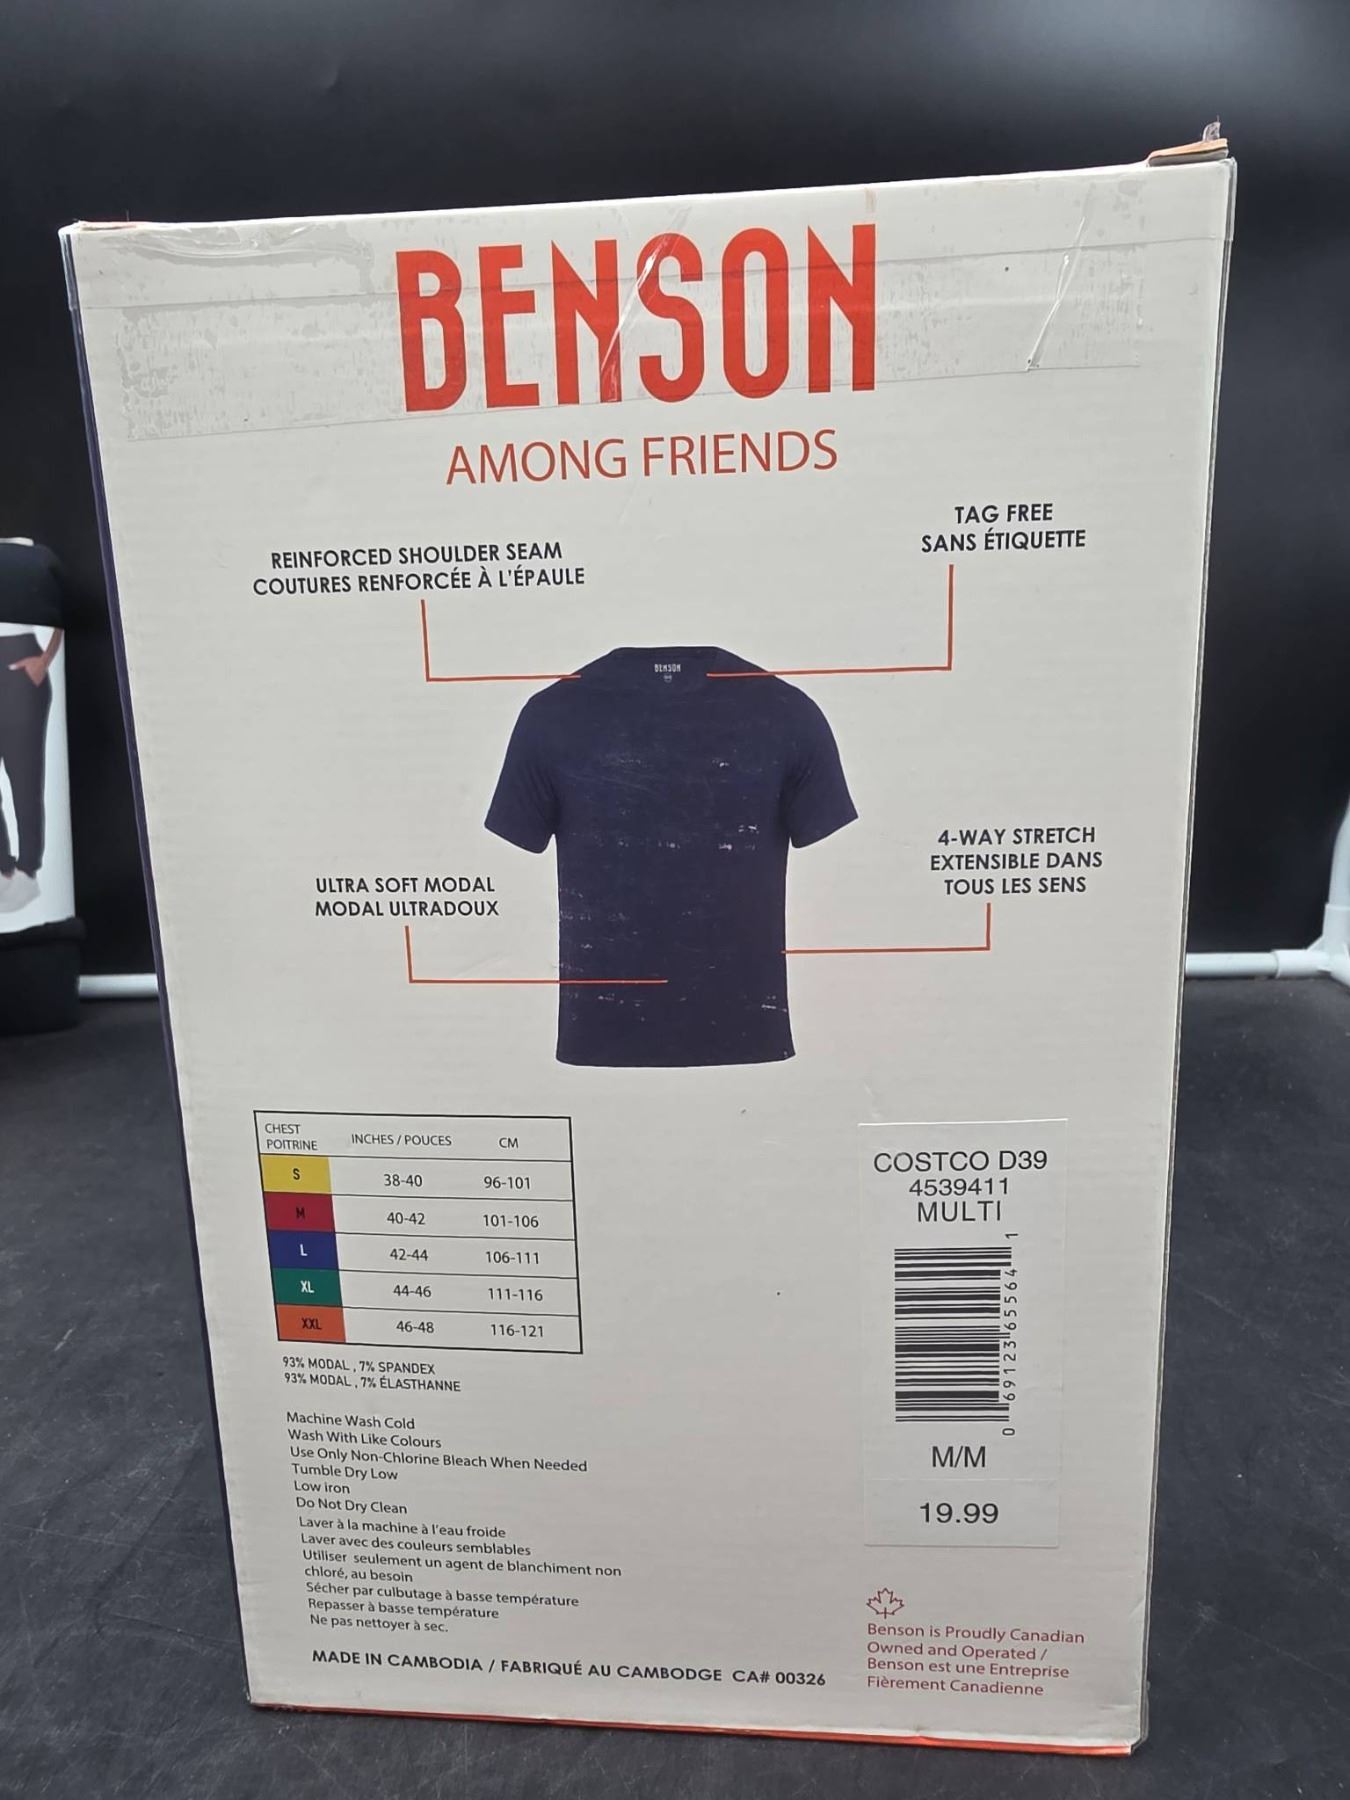 BENSON
AMONG FRIENDS
TAG FREE
SANS ÉTIQUETTE
REINFORCED SHOULDER SEAM
COUTURES RENFORCÉE À L'ÉPAULE
BENSON
4-WAY STRETCH
EXTENSIBLE DANS
TOUS LES SENS
ULTRA SOFT MODAL
MODAL ULTRADOUX
CHEST
POITRINE INCHES / POUCES CM
S 38-40 96-101
M 40-42 101-106
L 42-44 106-111
XL 44-46 111-116
XXL 46-48 116-121
93% MODAL , 7% SPANDEX
93% MODAL , 7% ÉLASTHANNE
Machine Wash Cold
Wash With Like Colours
Use Only Non-Chlorine Bleach When Needed
Tumble Dry Low
Low iron
Do Not Dry Clean
Laver à la machine à l'eau froide
Laver avec des couleurs semblables
Utiliser seulement un agent de blanchiment non
chloré, au besoin
Sécher par culbutage à basse température
Repasser à basse température
Ne pas nettoyer à sec.
MADE IN CAMBODIA / FABRIQUÉ AU CAMBODGE CA# 00326
COSTCO D39
4539411
MULTI
0 69123 65564 1
M/M
19.99
Benson is Proudly Canadian
Owned and Operated /
Benson est une Entreprise
Fièrement Canadienne